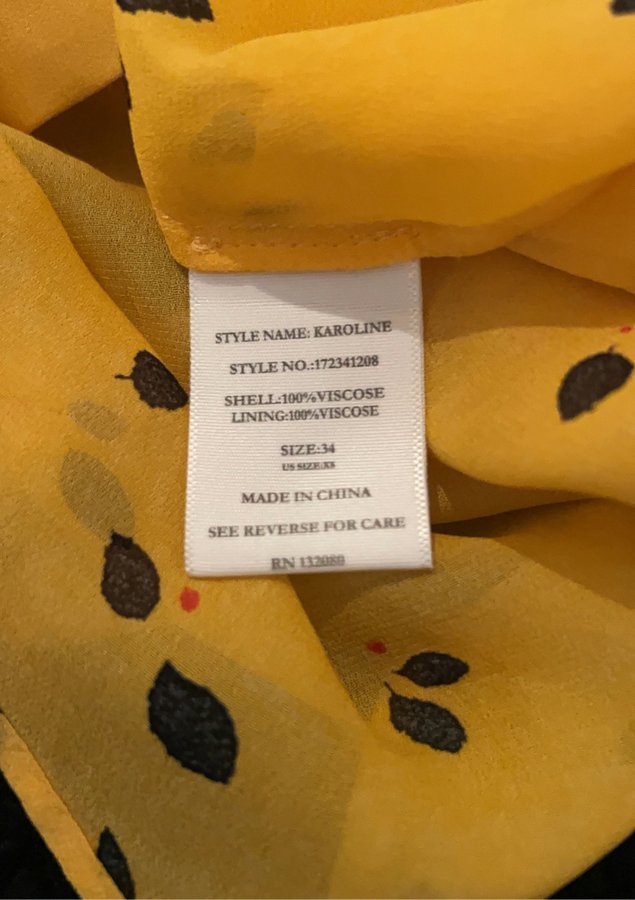 STYLE NAME: KAROLINE
STYLE NO.:172341208
SHELL:100%VISCOSE
LINING:100%VISCOSE
SIZE:34
US SIZE:XS
MADE IN CHINA
SEE REVERSE FOR CARE
RN 132080